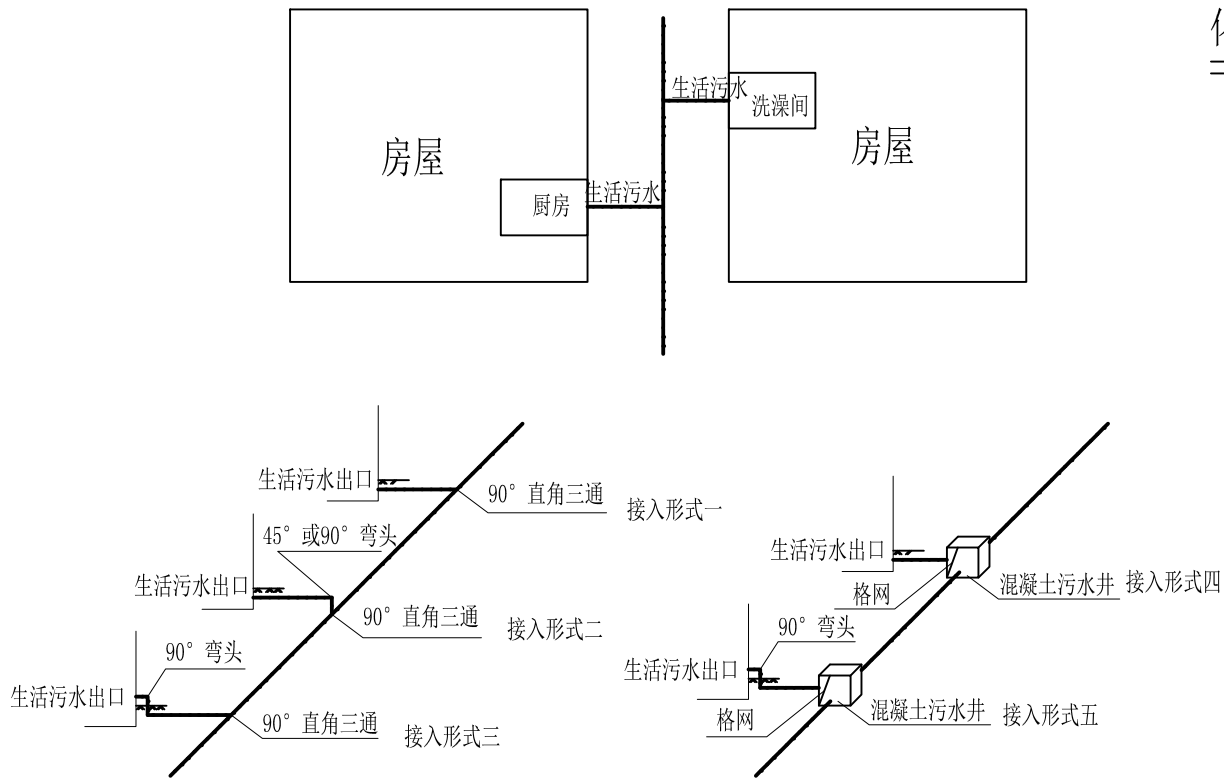 生活污水
洗澡间
房屋
房屋
厨房
生活污水
生活污水出口
90° 直角三通
接入形式一
45° 或90° 弯头
生活污水出口
90° 直角三通
接入形式二
90° 弯头
生活污水出口
90° 直角三通
接入形式三
生活污水出口
格网
混凝土污水井
接入形式四
90° 弯头
生活污水出口
格网
混凝土污水井
接入形式五